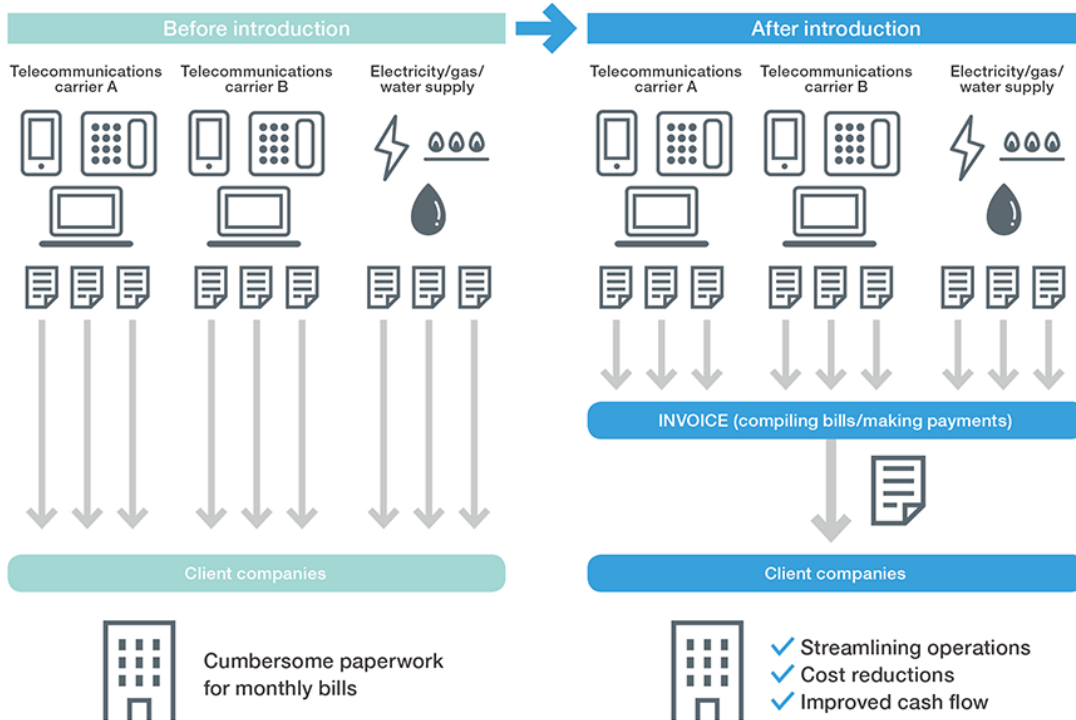 Before introduction
After introduction
Telecommunications
carrier A
Telecommunications
carrier B
Electricity/gas/
water supply
Telecommunications
carrier A
Telecommunications
carrier B
Electricity/gas/
water supply
INVOICE (compiling bills/making payments)
Client companies
Client companies
Cumbersome paperwork
for monthly bills
Streamlining operations
Cost reductions
Improved cash flow